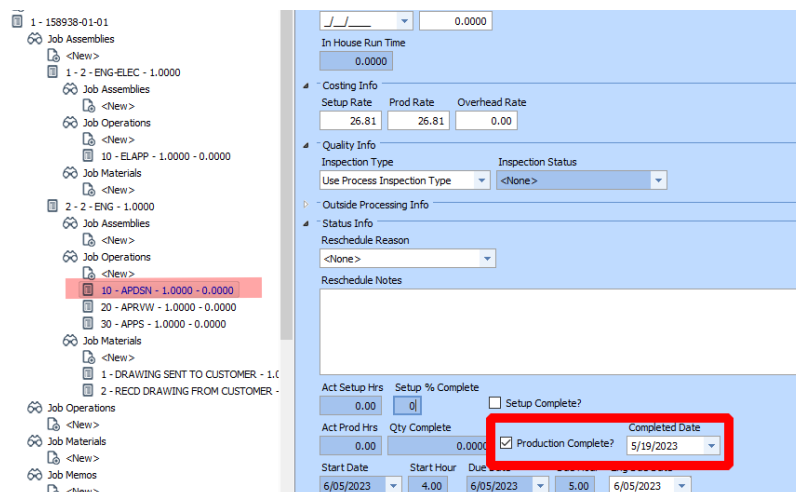 1 - 158938-01-01
Job Assemblies
<New>
1 - 2 - ENG-ELEC - 1.0000
Job Assemblies
<New>
Job Operations
<New>
10 - ELAPP - 1.0000 - 0.0000
Job Materials
<New>
2 - 2 - ENG - 1.0000
Job Assemblies
<New>
Job Operations
<New>
10 - APDSN - 1.0000 - 0.0000
20 - APRVW - 1.0000 - 0.0000
30 - APPS - 1.0000 - 0.0000
Job Materials
<New>
1 - DRAWING SENT TO CUSTOMER - 1.0
2 - RECD DRAWING FROM CUSTOMER -
Job Operations
<New>
Job Materials
<New>
Job Memos
<New>
_/_/____ 0.0000
In House Run Time
0.0000
Costing Info
Setup Rate Prod Rate Overhead Rate
26.81 26.81 0.00
Quality Info
Inspection Type Inspection Status
Use Process Inspection Type <None>
Outside Processing Info
Status Info
Reschedule Reason
<None>
Reschedule Notes
Act Setup Hrs Setup % Complete
0.00 0 Setup Complete?
Act Prod Hrs Qty Complete Completed Date
0.00 0.0000 Production Complete? 5/19/2023
Start Date Start Hour Due Date
6/05/2023 4.00 6/05/2023 5.00 6/05/2023